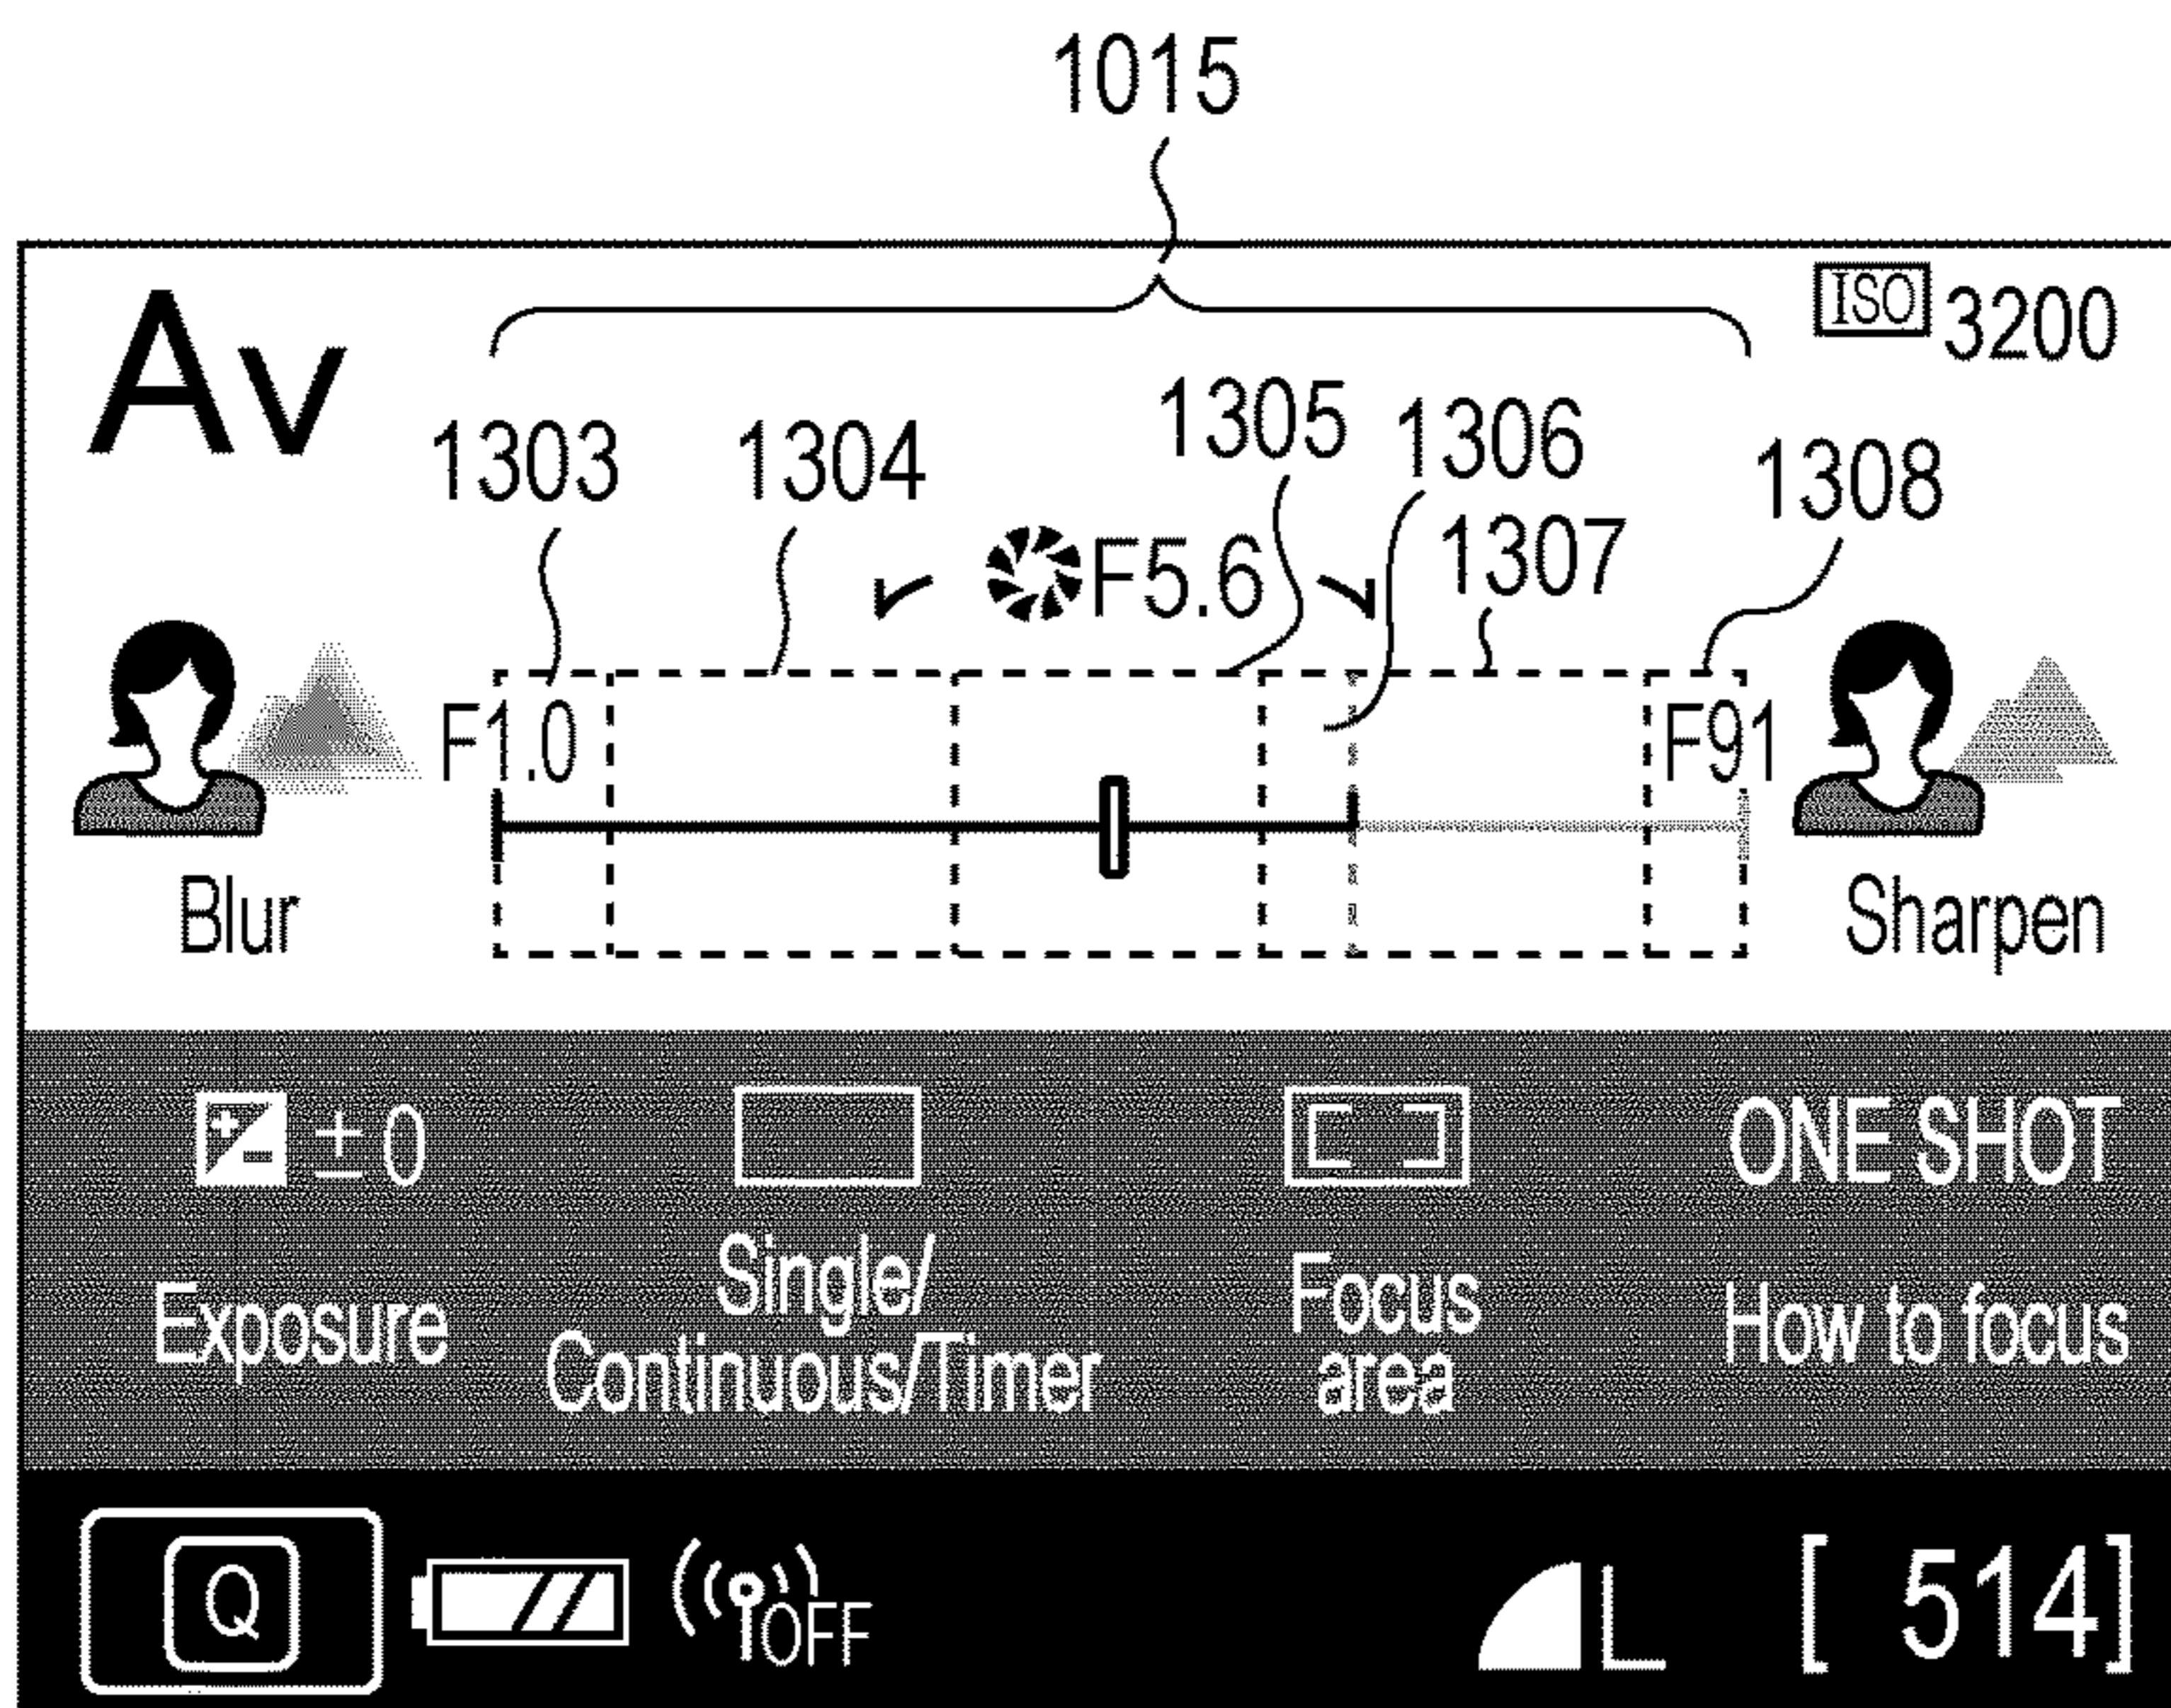 1015
Av
ISO 3200
1303
1304
1305
1306
1308
F5.6
1307
F1.0
F91
Blur
Sharpen
±0
ONE SHOT
Exposure
Single/
Continuous/Timer
Focus
area
How to focus
Q
OFF
L
[ 514]